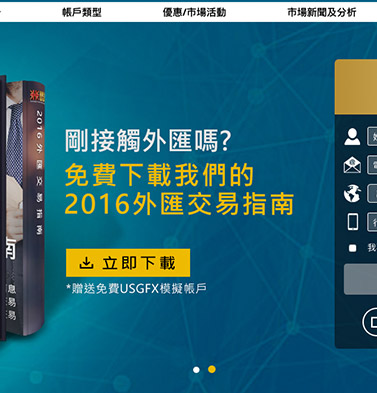 帳戶類型
優惠/市場活動
市場新聞及分析
剛接觸外匯嗎?
免費下載我們的
2016外匯交易指南
立即下載
*贈送免費USGFX模擬帳戶
2016外匯交易指南
南
息
易
我